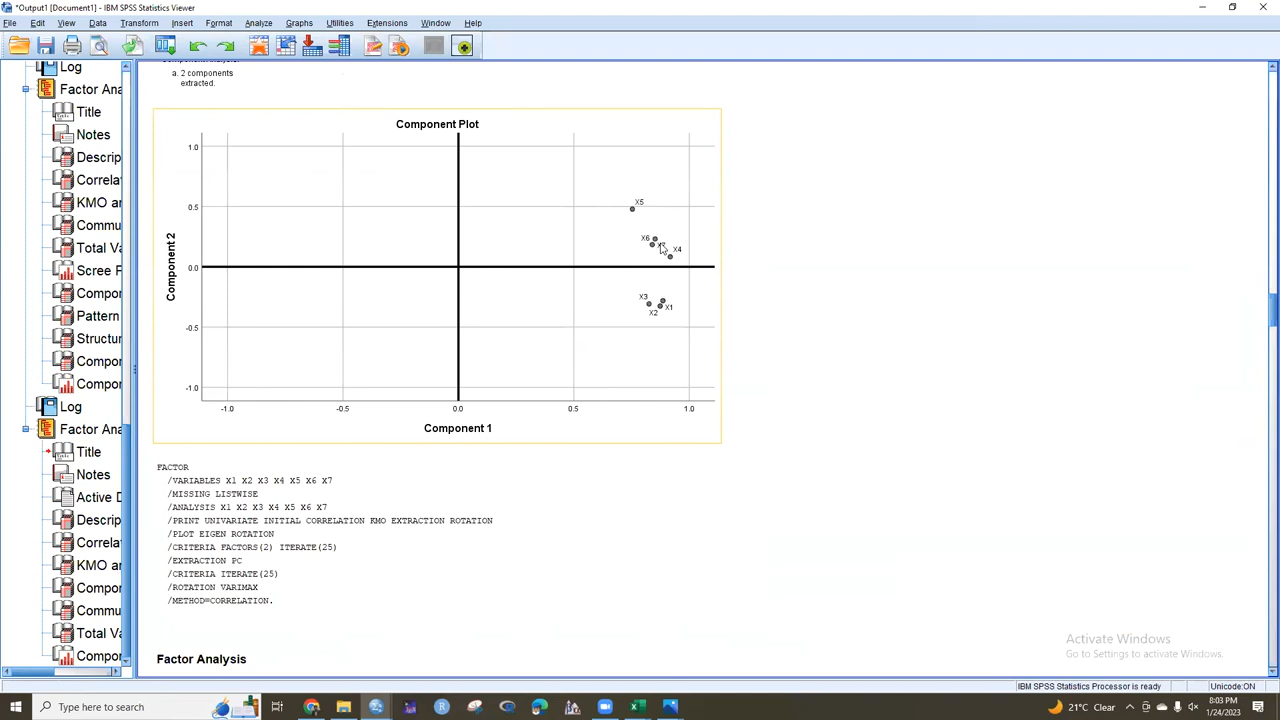 *Output1 [Document1] - IBM SPSS Statistics Viewer
File Edit View Data Transform Insert Format Analyze Graphs Utilities Extensions Window Help
Log
Factor Ana
Title
Notes
Descrip
Correla
KMO an
Commu
Total Va
Scree P
Compo
Pattern
Structur
Compo
Compo
Log
Factor Ana
Title
Notes
Active D
Descrip
Correla
KMO an
Compo
Commu
Total Va
Compo
a. 2 components
extracted.
Component Plot
Component 2
1.0
0.5
0.0
-0.5
-1.0
X5
X6
X4
X3
X1
X2
-1.0 -0.5 0.0 0.5 1.0
Component 1
FACTOR
/VARIABLES X1 X2 X3 X4 X5 X6 X7
/MISSING LISTWISE
/ANALYSIS X1 X2 X3 X4 X5 X6 X7
/PRINT UNIVARIATE INITIAL CORRELATION KMO EXTRACTION ROTATION
/PLOT EIGEN ROTATION
/CRITERIA FACTORS(2) ITERATE(25)
/EXTRACTION PC
/CRITERIA ITERATE(25)
/ROTATION VARIMAX
/METHOD=CORRELATION.
Factor Analysis
Activate Windows
Go to Settings to activate Windows.
IBM SPSS Statistics Processor is ready
Unicode:ON
Type here to search
21°C Clear
8:03 PM
1/24/2023